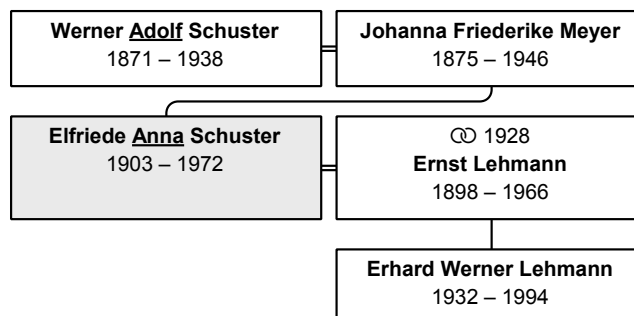 Werner Adolf Schuster
1871 – 1938
Johanna Friederike Meyer
1875 – 1946
Elfriede Anna Schuster
1903 – 1972
⚭ 1928
Ernst Lehmann
1898 – 1966
Erhard Werner Lehmann
1932 – 1994